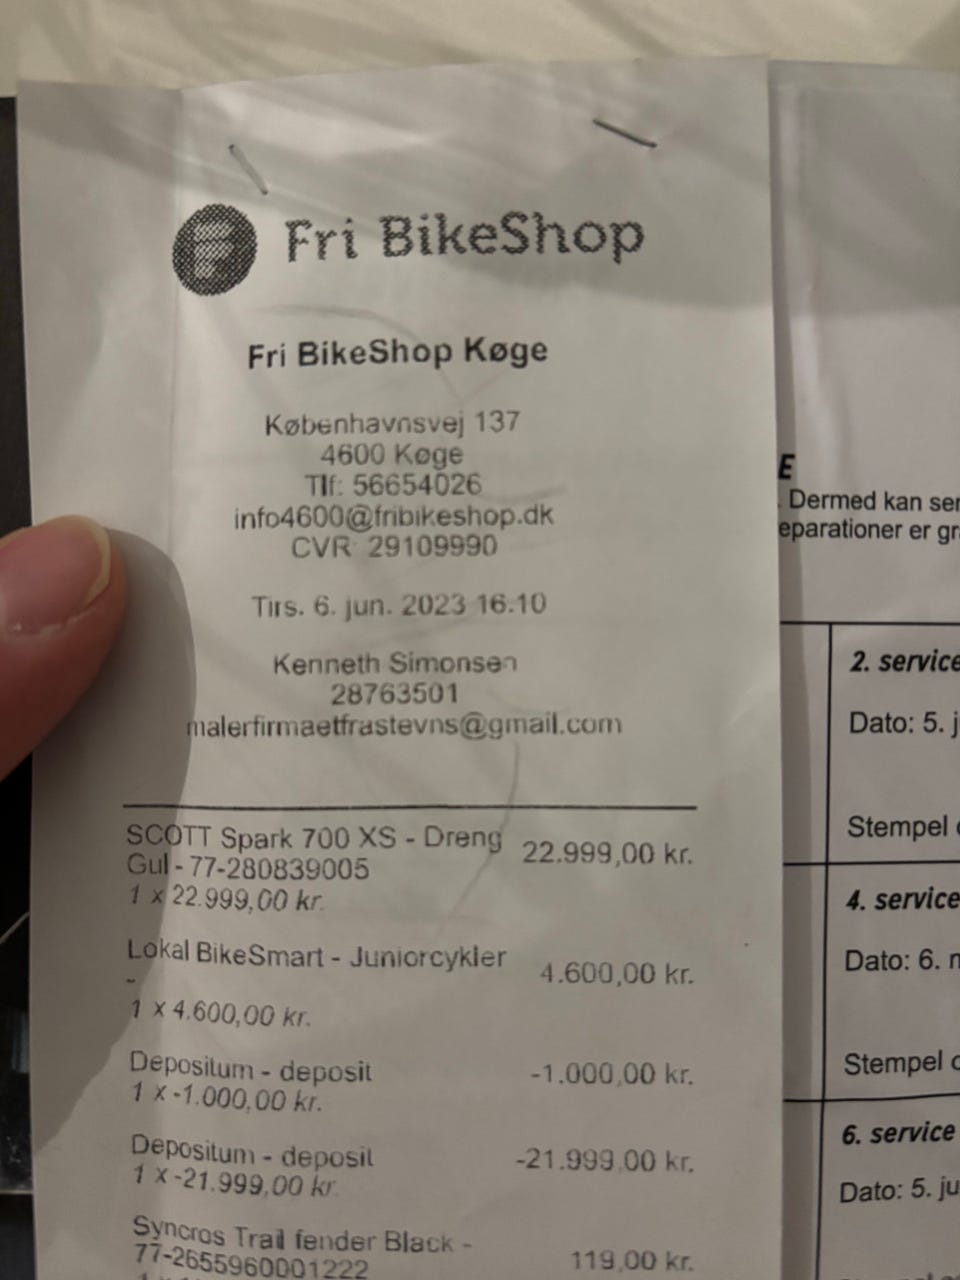 Fri BikeShop
Fri BikeShop Køge
Københavnsvej 137
4600 Køge
Tlf: 56654026
info4600@fribikeshop.dk
CVR: 29109990
Tirs. 6. jun. 2023 16.10
Kenneth Simonsen
28763501
malerfirmaetfrastevns@gmail.com
SCOTT Spark 700 XS - Dreng 22.999,00 kr.
Gul - 77-280839005
1 x 22.999,00 kr.
Lokal BikeSmart - Juniorcykler 4.600,00 kr.
-
1 x 4.600,00 kr.
Depositum - deposit -1.000,00 kr.
1 x -1.000,00 kr.
Depositum - deposit -21.999,00 kr.
1 x -21.999,00 kr.
Syncros Trail fender Black - 119,00 kr.
77-2655960001222
E
. Dermed kan ser
eparationer er gr
2. service
Dato: 5. j
Stempel
4. service
Dato: 6.
Stempel
6. service
Dato: 5. ju